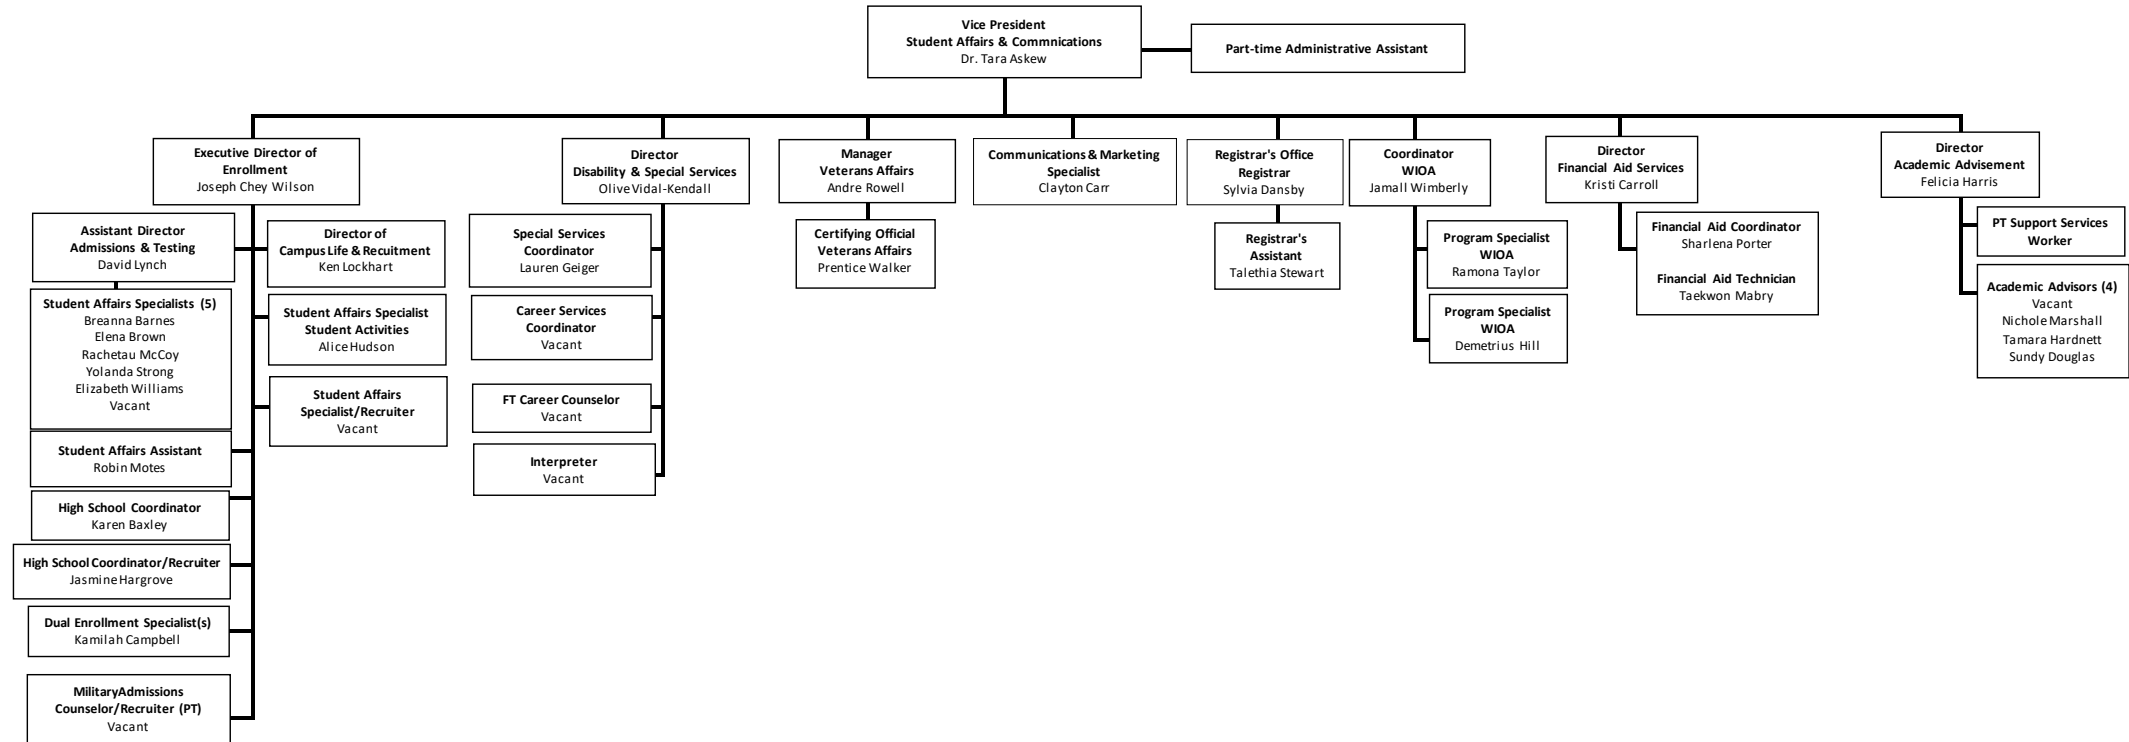 Vice President
Student Affairs & Commnications
Dr. Tara Askew
Part-time Administrative Assistant
Executive Director of
Enrollment
Joseph Chey Wilson
Director
Disability & Special Services
Olive Vidal-Kendall
Manager
Veterans Affairs
Andre Rowell
Communications & Marketing
Specialist
Clayton Carr
Registrar's Office
Registrar
Sylvia Dansby
Coordinator
WIOA
Jamall Wimberly
Director
Financial Aid Services
Kristi Carroll
Director
Academic Advisement
Felicia Harris
Assistant Director
Admissions & Testing
David Lynch
Director of
Campus Life & Recuitment
Ken Lockhart
Student Affairs Specialists (5)
Breanna Barnes
Elena Brown
Rachetau McCoy
Yolanda Strong
Elizabeth Williams
Vacant
Student Affairs Specialist
Student Activities
Alice Hudson
Student Affairs
Specialist/Recruiter
Vacant
Student Affairs Assistant
Robin Motes
High School Coordinator
Karen Baxley
High School Coordinator/Recruiter
Jasmine Hargrove
Dual Enrollment Specialist(s)
Kamilah Campbell
MilitaryAdmissions
Counselor/Recruiter (PT)
Vacant
Special Services
Coordinator
Lauren Geiger
Career Services
Coordinator
Vacant
FT Career Counselor
Vacant
Interpreter
Vacant
Certifying Official
Veterans Affairs
Prentice Walker
Registrar's
Assistant
Talethia Stewart
Program Specialist
WIOA
Ramona Taylor
Program Specialist
WIOA
Demetrius Hill
Financial Aid Coordinator
Sharlena Porter
Financial Aid Technician
Taekwon Mabry
PT Support Services
Worker
Academic Advisors (4)
Vacant
Nichole Marshall
Tamara Hardnett
Sundy Douglas